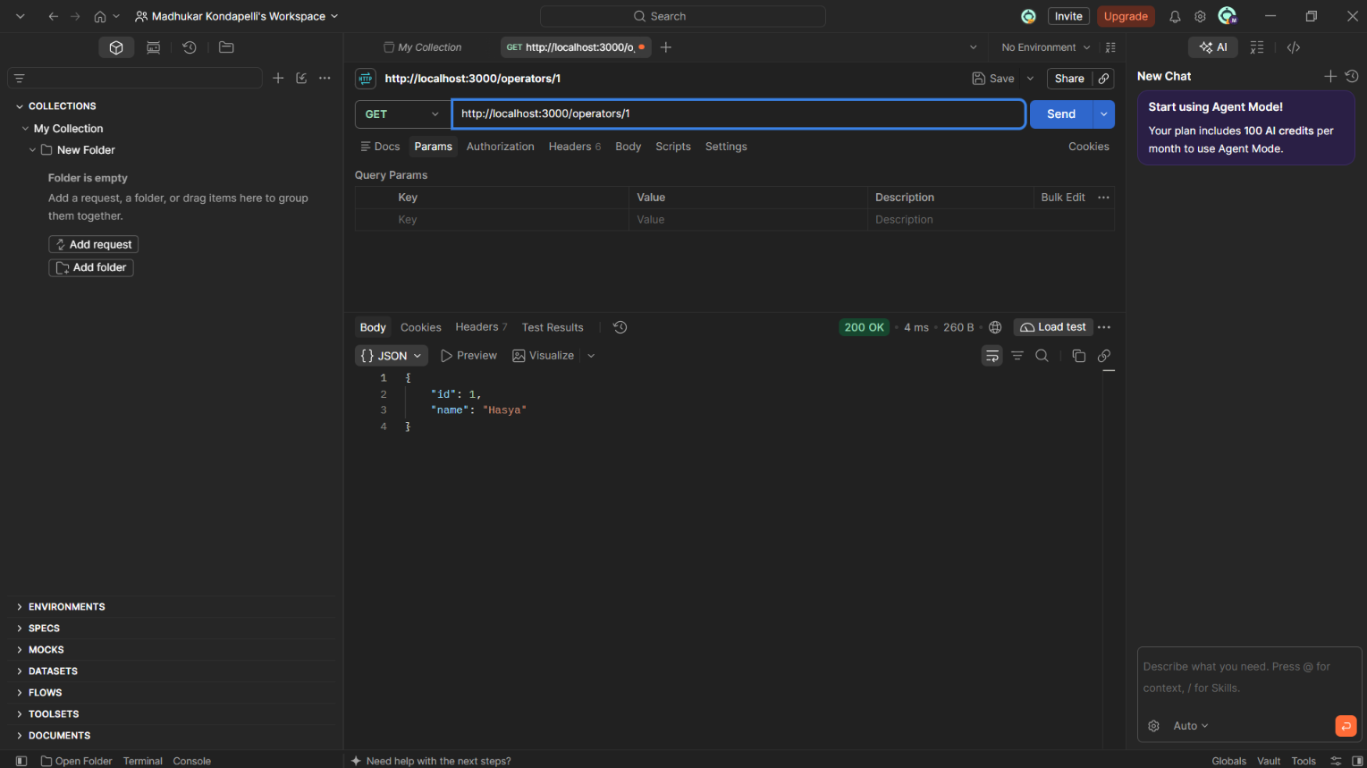 Madhukar Kondapelli's Workspace
Search
Invite
Upgrade
My Collection
GET http://localhost:3000/o
No Environment
AI
COLLECTIONS
My Collection
New Folder
Folder is empty
Add a request, a folder, or drag items here to group
them together.
Add request
Add folder
ENVIRONMENTS
SPECS
MOCKS
DATASETS
FLOWS
TOOLSETS
DOCUMENTS
HTTP http://localhost:3000/operators/1
Save
Share
GET
http://localhost:3000/operators/1
Send
Docs Params Authorization Headers 6 Body Scripts Settings
Cookies
Query Params
Key Value Description Bulk Edit
Key Value Description
Body Cookies Headers 7 Test Results
200 OK • 4 ms • 260 B
Load test
{} JSON Preview Visualize
1 {
2 "id": 1,
3 "name": "Hasya"
4 }
New Chat
Start using Agent Mode!
Your plan includes 100 AI credits per
month to use Agent Mode.
Describe what you need. Press @ for
context, / for Skills.
Auto
Open Folder Terminal Console
Need help with the next steps?
Globals Vault Tools